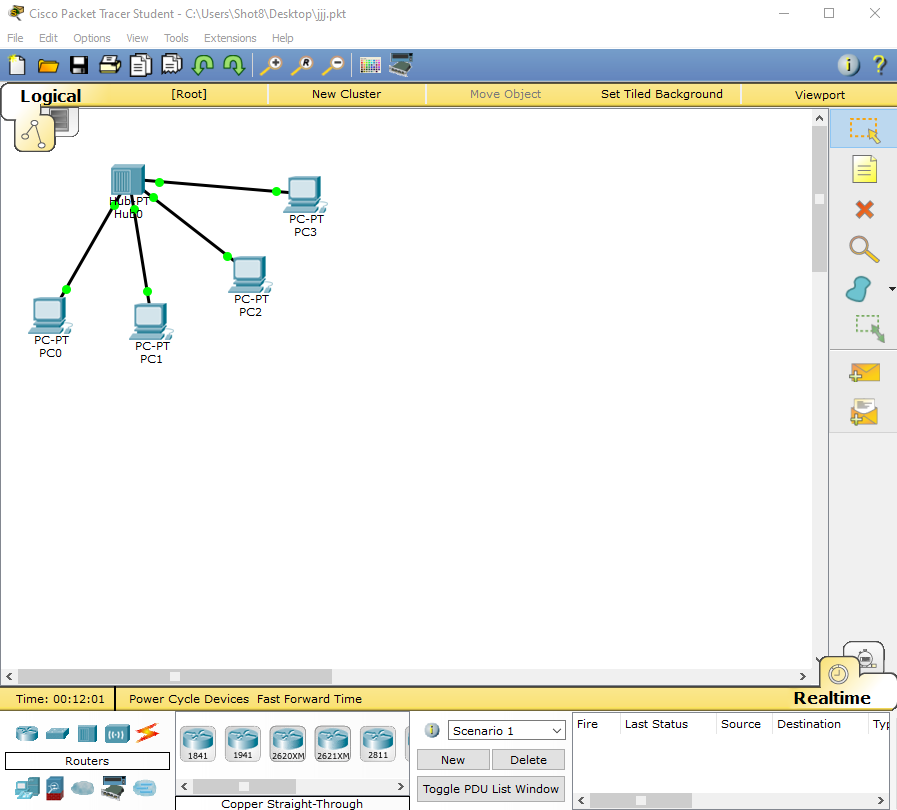 Cisco Packet Tracer Student - C:\Users\Shot8\Desktop\jjj.pkt
File Edit Options View Tools Extensions Help
Logical [Root] New Cluster Move Object Set Tiled Background Viewport
Hub-PT
Hub0
PC-PT
PC3
PC-PT
PC2
PC-PT
PC0
PC-PT
PC1
Time: 00:12:01 Power Cycle Devices Fast Forward Time Realtime
Routers
1841 1941 2620XM 2621XM 2811
Copper Straight-Through
Scenario 1
New Delete
Toggle PDU List Window
Fire Last Status Source Destination Typ